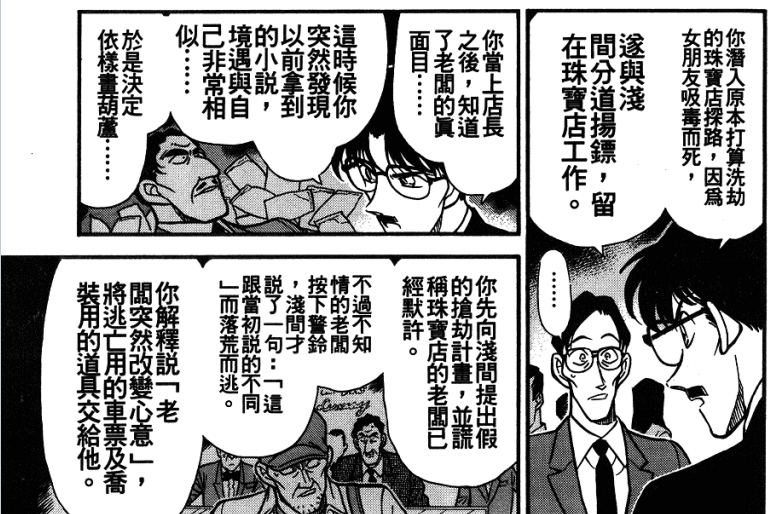 你潛入原本打算洗劫
的珠寶店探路，因爲
女朋友吸毒而死，
遂與淺
間分道揚鏢，留
在珠寶店工作。
……
你當上店長
之後，知道
了老闆的眞
面目……
這時候你
突然發現
以前拿到
的小說，
境遇與自
己非常相
似……
於是決定
依樣畫葫蘆……
你先向淺間提出假
的搶劫計畫，並謊
稱珠寶店的老闆已
經默許。
不過不知
情的老闆
按下警鈴
，淺間才
說了一句：「這
跟當初說的不同
」而落荒而逃。
你解釋說「老
闆突然改變心意」，
將逃亡用的車票及喬
裝用的道具交給他。